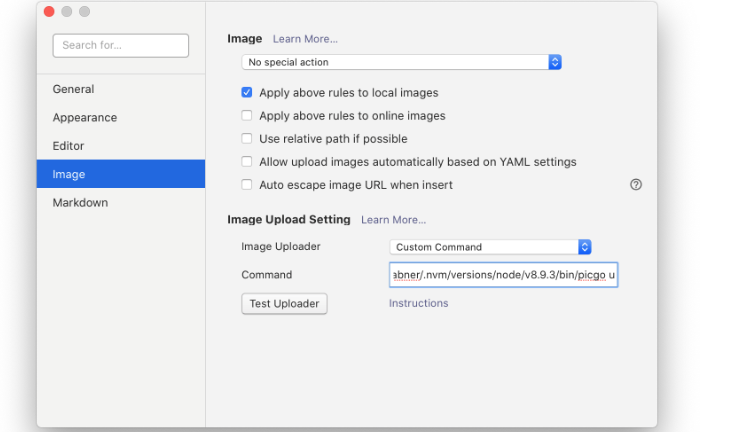 Search for...
General
Appearance
Editor
Image
Markdown
Image Learn More...
No special action
Apply above rules to local images
Apply above rules to online images
Use relative path if possible
Allow upload images automatically based on YAML settings
Auto escape image URL when insert ?
Image Upload Setting Learn More...
Image Uploader Custom Command
Command abner/.nvm/versions/node/v8.9.3/bin/picgo u
Test Uploader Instructions